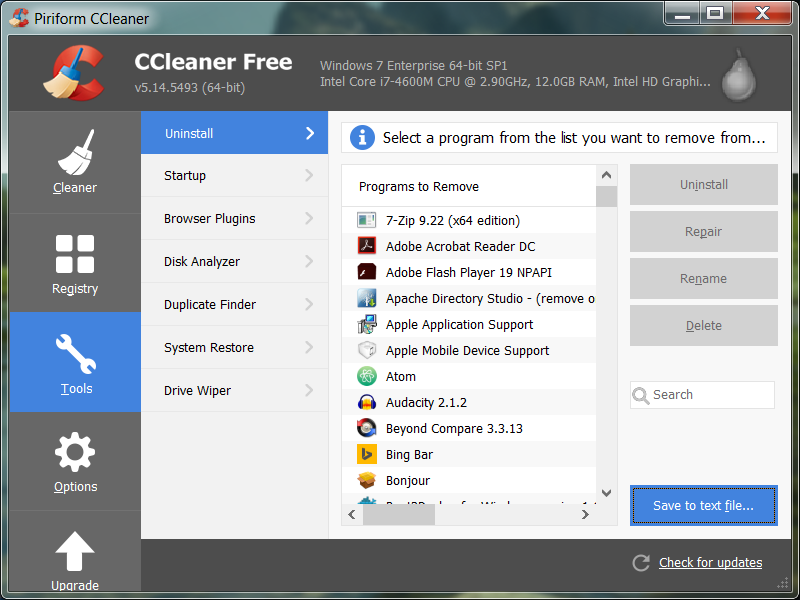 Piriform CCleaner
CCleaner Free
v5.14.5493 (64-bit)
Windows 7 Enterprise 64-bit SP1
Intel Core i7-4600M CPU @ 2.90GHz, 12.0GB RAM, Intel HD Graphi...
Cleaner
Registry
Tools
Options
Upgrade
Uninstall
Startup
Browser Plugins
Disk Analyzer
Duplicate Finder
System Restore
Drive Wiper
Select a program from the list you want to remove from...
Programs to Remove
7-Zip 9.22 (x64 edition)
Adobe Acrobat Reader DC
Adobe Flash Player 19 NPAPI
Apache Directory Studio - (remove o
Apple Application Support
Apple Mobile Device Support
Atom
Audacity 2.1.2
Beyond Compare 3.3.13
Bing Bar
Bonjour
Uninstall
Repair
Rename
Delete
Search
Save to text file...
Check for updates